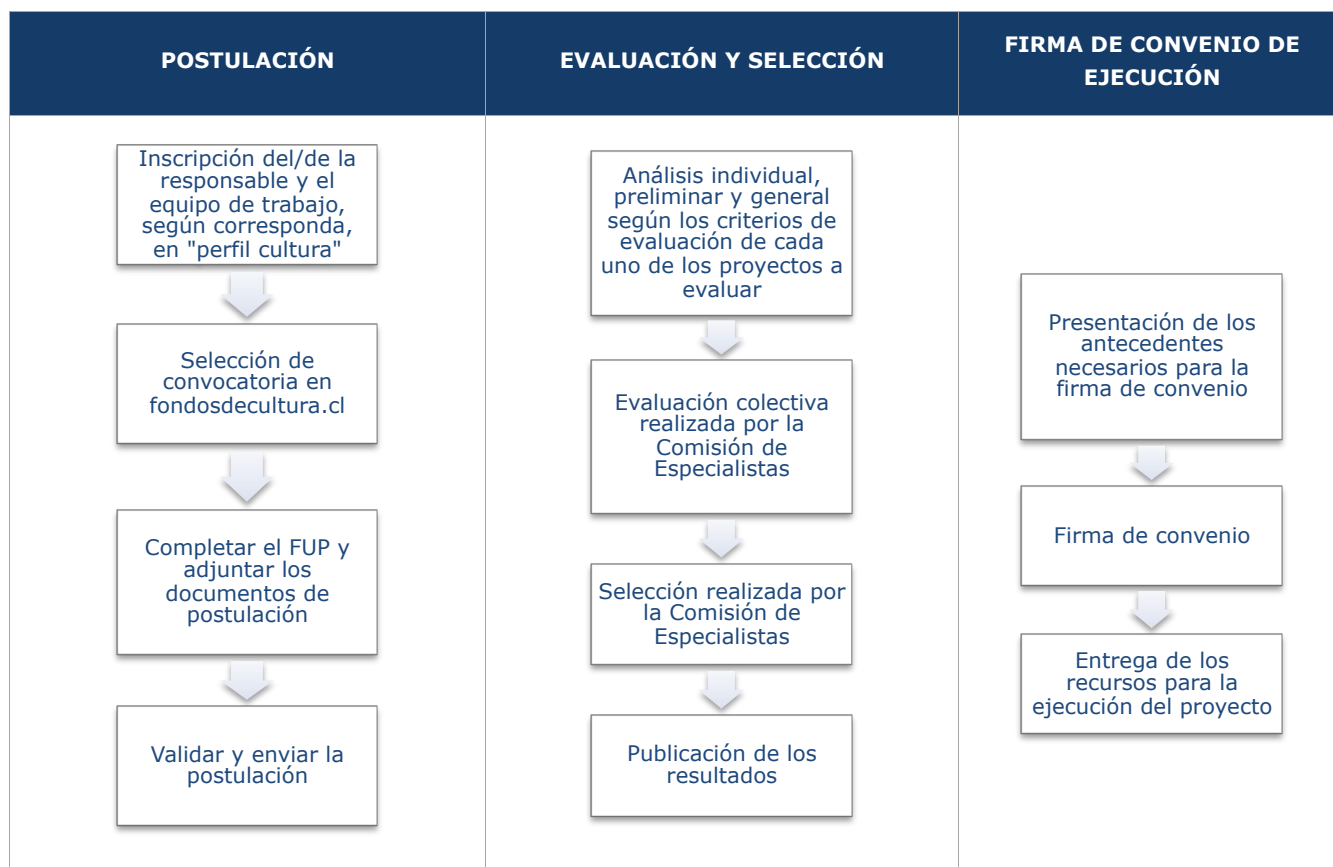 POSTULACIÓN
EVALUACIÓN Y SELECCIÓN
FIRMA DE CONVENIO DE
EJECUCIÓN
Inscripción del/de la
responsable y el
equipo de trabajo,
según corresponda,
en "perfil cultura"
Selección de
convocatoria en
fondosdecultura.cl
Completar el FUP y
adjuntar los
documentos de
postulación
Validar y enviar la
postulación
Análisis individual,
preliminar y general
según los criterios de
evaluación de cada
uno de los proyectos a
evaluar
Evaluación colectiva
realizada por la
Comisión de
Especialistas
Selección realizada por
la Comisión de
Especialistas
Publicación de los
resultados
Presentación de los
antecedentes
necesarios para la
firma de convenio
Firma de convenio
Entrega de los
recursos para la
ejecución del proyecto